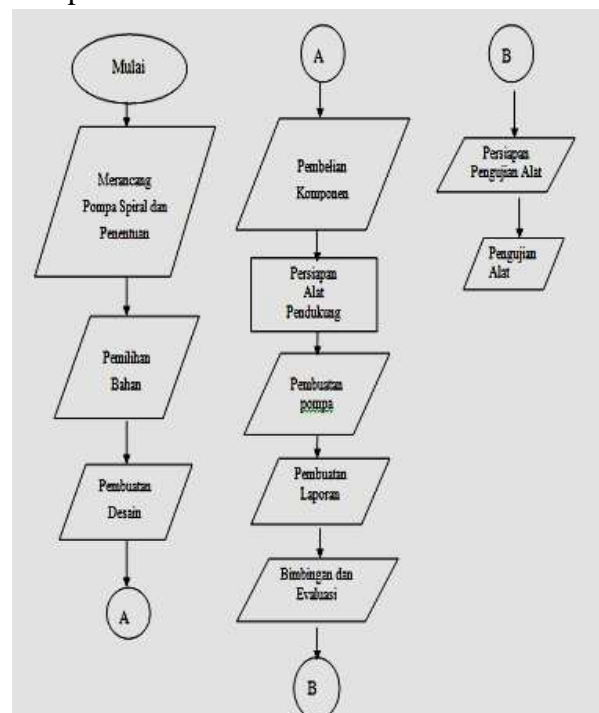 Mulai
Merancang
Pompa Spiral dan
Penentuan
Pemilihan
Bahan
Pembuatan
Desain
A
A
Pembelian
Komponen
Persiapan
Alat
Pendukung
Pembuatan
pompa
Pembuatan
Laporan
Bimbingan dan
Evaluasi
B
B
Persiapan
Pengujian Alat
Pengujian
Alat